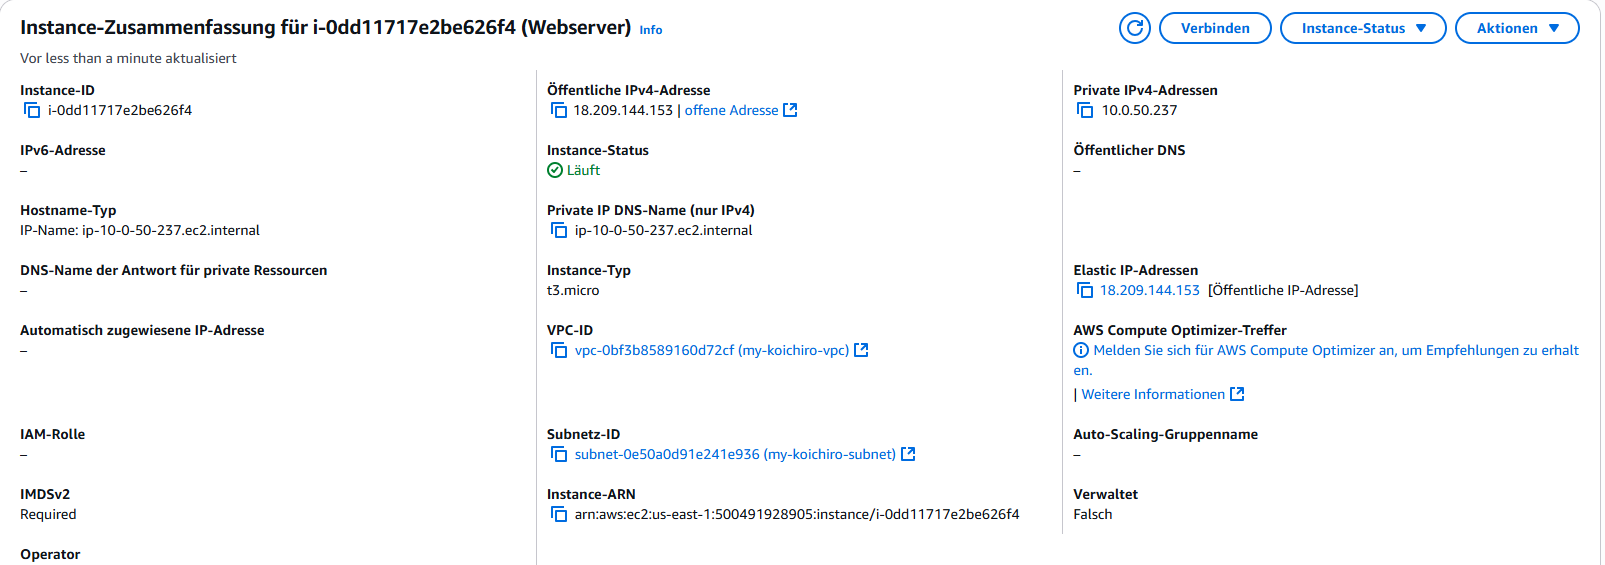 Instance-Zusammenfassung für i-0dd11717e2be626f4 (Webserver) Info
Verbinden
Instance-Status
Aktionen
Vor less than a minute aktualisiert
Instance-ID
i-0dd11717e2be626f4
Öffentliche IPv4-Adresse
18.209.144.153 | offene Adresse
Private IPv4-Adressen
10.0.50.237
IPv6-Adresse
–
Instance-Status
Läuft
Öffentlicher DNS
–
Hostname-Typ
IP-Name: ip-10-0-50-237.ec2.internal
Private IP DNS-Name (nur IPv4)
ip-10-0-50-237.ec2.internal
DNS-Name der Antwort für private Ressourcen
–
Instance-Typ
t3.micro
Elastic IP-Adressen
18.209.144.153 [Öffentliche IP-Adresse]
Automatisch zugewiesene IP-Adresse
–
VPC-ID
vpc-0bf3b8589160d72cf (my-koichiro-vpc)
AWS Compute Optimizer-Treffer
Melden Sie sich für AWS Compute Optimizer an, um Empfehlungen zu erhalt
en.
| Weitere Informationen
IAM-Rolle
–
Subnetz-ID
subnet-0e50a0d91e241e936 (my-koichiro-subnet)
Auto-Scaling-Gruppenname
–
IMDSv2
Required
Instance-ARN
arn:aws:ec2:us-east-1:500491928905:instance/i-0dd11717e2be626f4
Verwaltet
Falsch
Operator